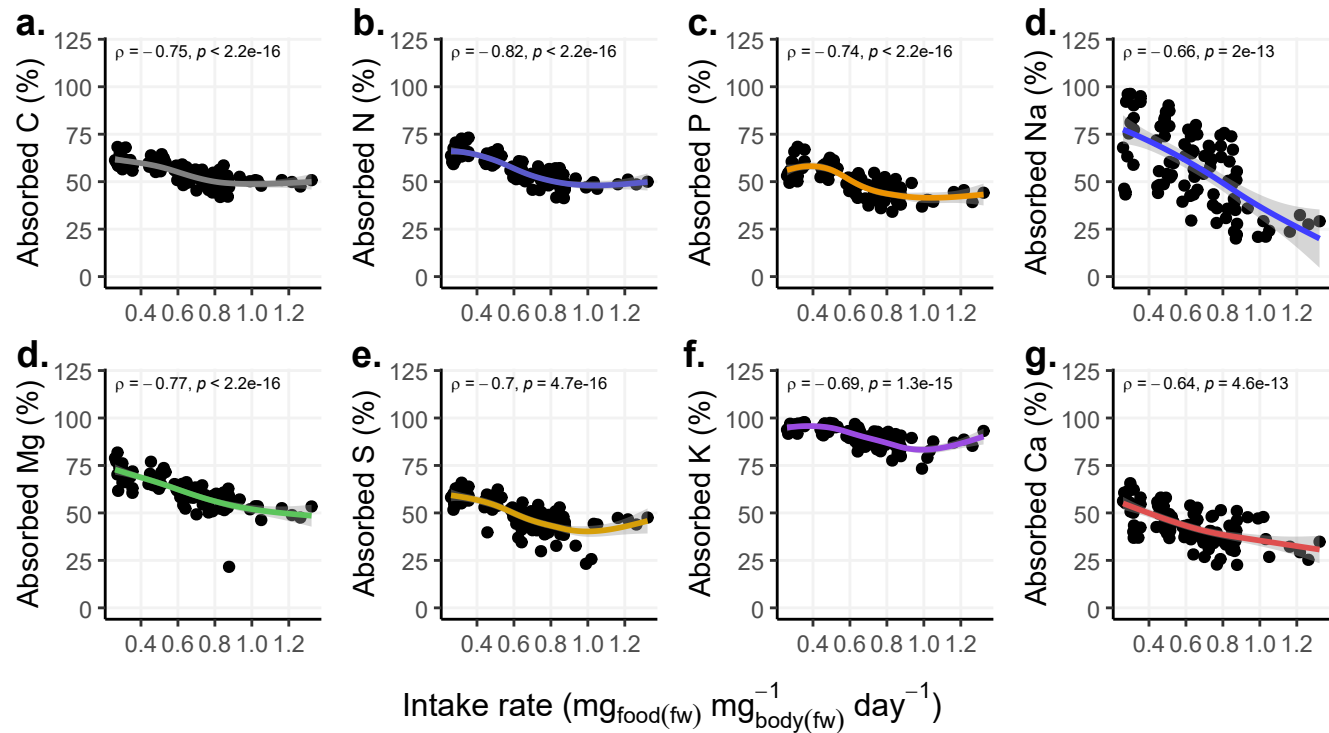 a.
Absorbed C (%)
ρ = − 0.75, p < 2.2e-16
125
100
75
50
25
0
0.4 0.6 0.8 1.0 1.2
b.
Absorbed N (%)
ρ = − 0.82, p < 2.2e-16
125
100
75
50
25
0
0.4 0.6 0.8 1.0 1.2
c.
Absorbed P (%)
ρ = − 0.74, p < 2.2e-16
125
100
75
50
25
0
0.4 0.6 0.8 1.0 1.2
d.
Absorbed Na (%)
ρ = − 0.66, p = 2e-13
125
100
75
50
25
0
0.4 0.6 0.8 1.0 1.2
d.
Absorbed Mg (%)
ρ = − 0.77, p < 2.2e-16
125
100
75
50
25
0
0.4 0.6 0.8 1.0 1.2
e.
Absorbed S (%)
ρ = − 0.7, p = 4.7e-16
125
100
75
50
25
0
0.4 0.6 0.8 1.0 1.2
f.
Absorbed K (%)
ρ = − 0.69, p = 1.3e-15
125
100
75
50
25
0
0.4 0.6 0.8 1.0 1.2
g.
Absorbed Ca (%)
ρ = − 0.64, p = 4.6e-13
125
100
75
50
25
0
0.4 0.6 0.8 1.0 1.2
Intake rate (mg food(fw) mg −1 body(fw) day −1)